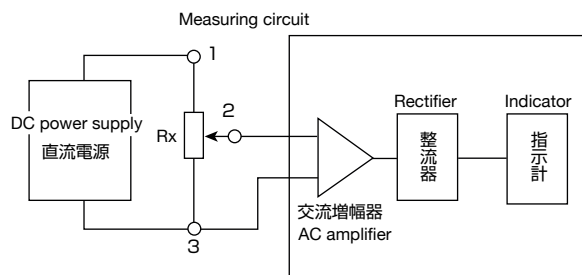 Measuring circuit
1
DC power supply
直流電源
Rx
2
3
交流増幅器
AC amplifier
Rectifier
整流器
Indicator
指示計